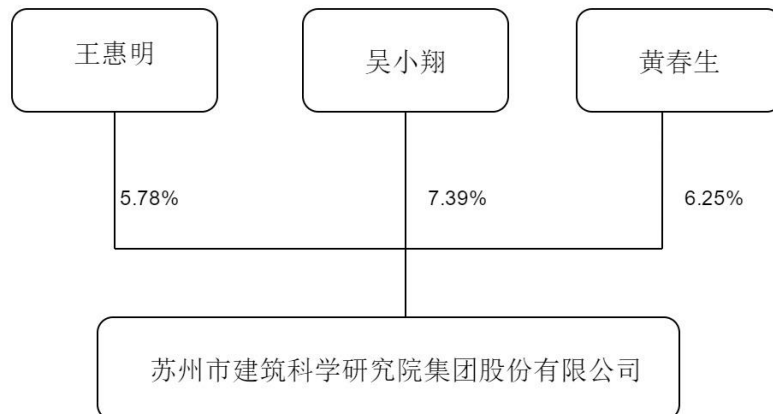 王惠明
吴小翔
黄春生
5.78%
7.39%
6.25%
苏州市建筑科学研究院集团股份有限公司